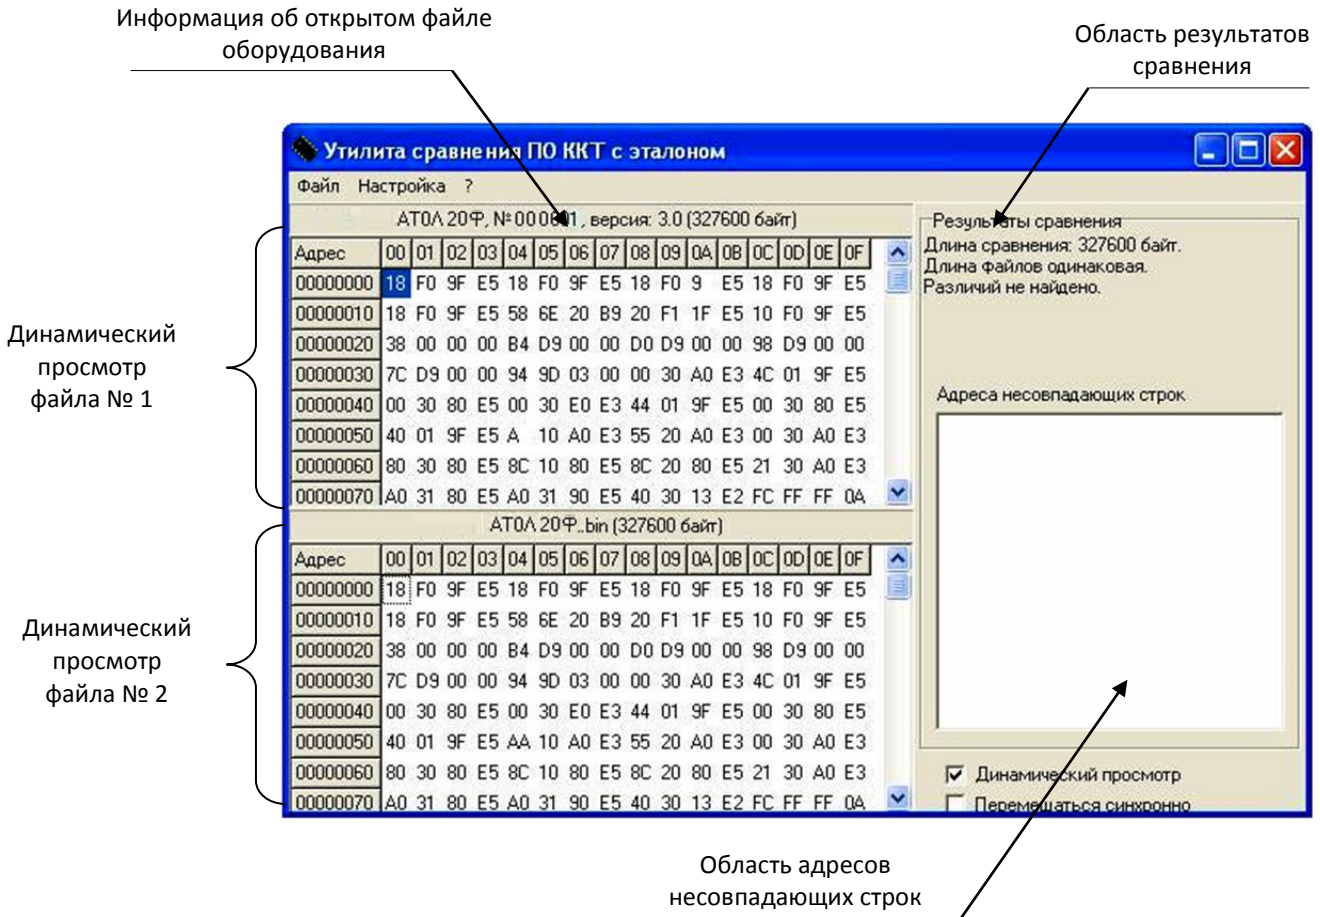 Информация об открытом файле
оборудования
Область результатов
сравнения
Утилита сравнения ПО ККТ с эталоном
Файл Настройка ?
АТОЛ 20Ф, № 000601, версия: 3.0 (327600 байт)
Адрес 00 01 02 03 04 05 06 07 08 09 0A 0B 0C 0D 0E 0F
00000000 18 F0 9F E5 18 F0 9F E5 18 F0 9 E5 18 F0 9F E5
00000010 18 F0 9F E5 58 6E 20 B9 20 F1 1F E5 10 F0 9F E5
00000020 38 00 00 00 B4 D9 00 00 D0 D9 00 00 98 D9 00 00
00000030 7C D9 00 00 94 9D 03 00 00 30 A0 E3 4C 01 9F E5
00000040 00 30 80 E5 00 30 E0 E3 44 01 9F E5 00 30 80 E5
00000050 40 01 9F E5 A 10 A0 E3 55 20 A0 E3 00 30 A0 E3
00000060 80 30 80 E5 8C 10 80 E5 8C 20 80 E5 21 30 A0 E3
00000070 A0 31 80 E5 A0 31 90 E5 40 30 13 E2 FC FF FF 0A
Динамический
просмотр
файла № 1
АТОЛ 20Ф..bin (327600 байт)
Адрес 00 01 02 03 04 05 06 07 08 09 0A 0B 0C 0D 0E 0F
00000000 18 F0 9F E5 18 F0 9F E5 18 F0 9F E5 18 F0 9F E5
00000010 18 F0 9F E5 58 6E 20 B9 20 F1 1F E5 10 F0 9F E5
00000020 38 00 00 00 B4 D9 00 00 D0 D9 00 00 98 D9 00 00
00000030 7C D9 00 00 94 9D 03 00 00 30 A0 E3 4C 01 9F E5
00000040 00 30 80 E5 00 30 E0 E3 44 01 9F E5 00 30 80 E5
00000050 40 01 9F E5 AA 10 A0 E3 55 20 A0 E3 00 30 A0 E3
00000060 80 30 80 E5 8C 10 80 E5 8C 20 80 E5 21 30 A0 E3
00000070 A0 31 80 E5 A0 31 90 E5 40 30 13 E2 FC FF FF 0A
Динамический
просмотр
файла № 2
Результаты сравнения
Длина сравнения: 327600 байт.
Длина файлов одинаковая.
Различий не найдено.
Адреса несовпадающих строк
Динамический просмотр
Перемещаться синхронно
Область адресов
несовпадающих строк